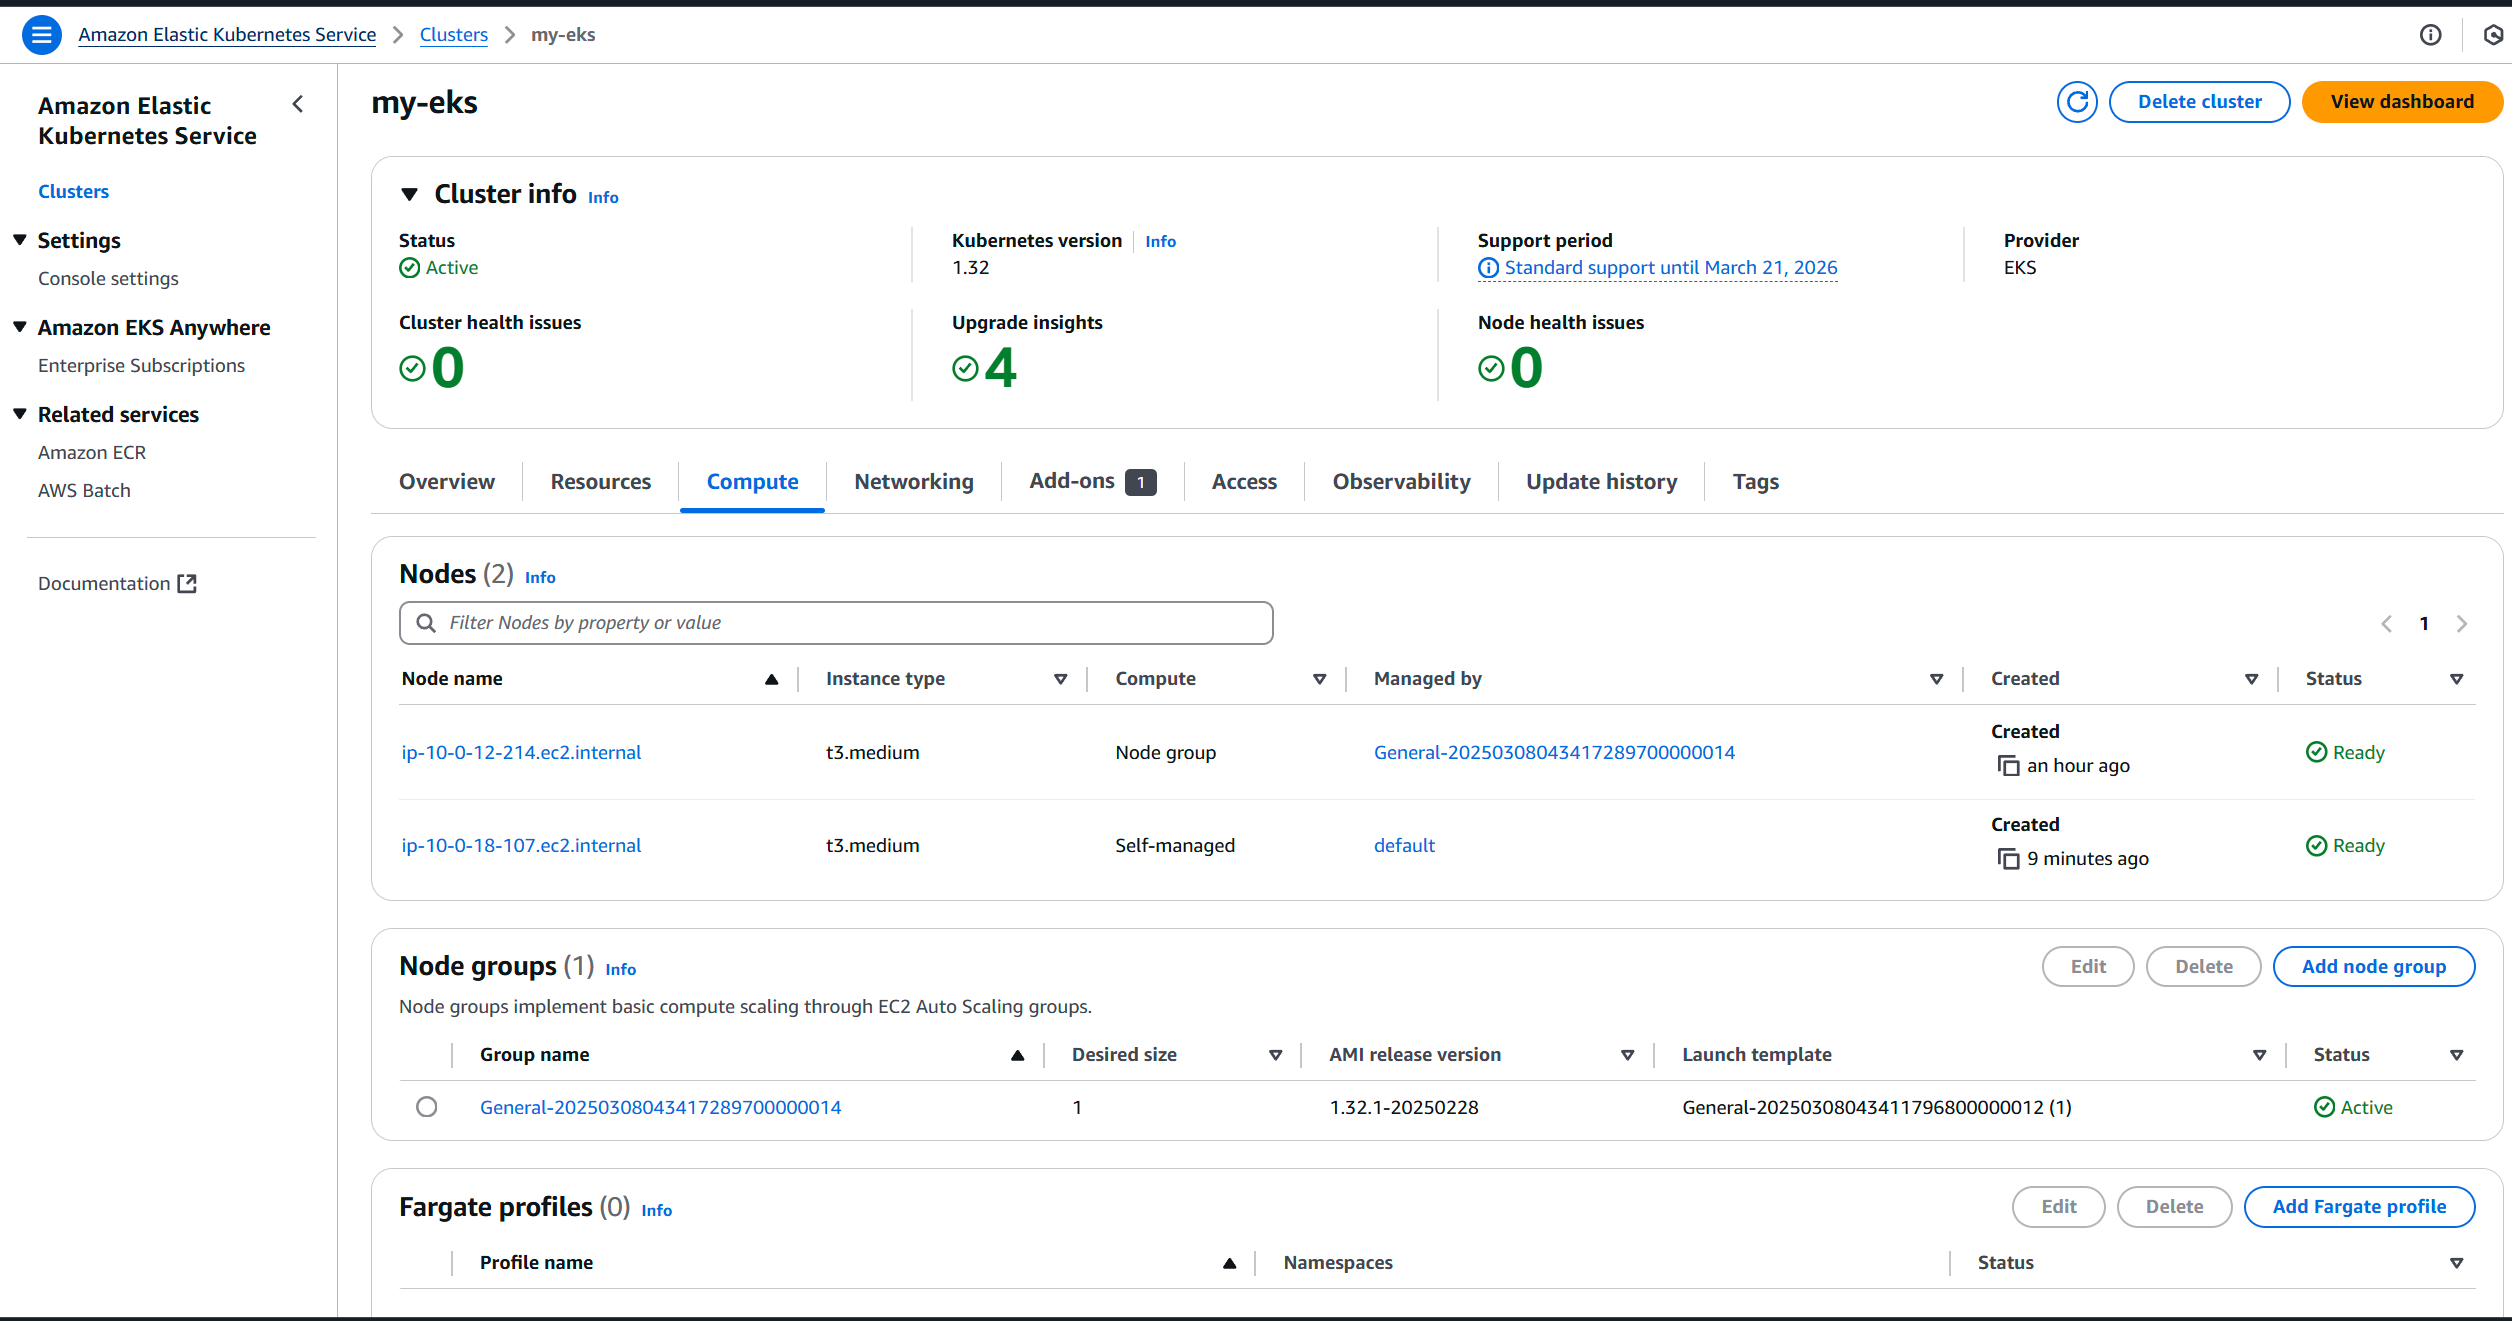 Amazon Elastic Kubernetes Service > Clusters > my-eks
Amazon Elastic
Kubernetes Service
Clusters
Settings
Console settings
Amazon EKS Anywhere
Enterprise Subscriptions
Related services
Amazon ECR
AWS Batch
Documentation
my-eks
Delete cluster
View dashboard
Cluster info Info
Status
Active
Kubernetes version Info
1.32
Support period
Standard support until March 21, 2026
Provider
EKS
Cluster health issues
0
Upgrade insights
4
Node health issues
0
Overview Resources Compute Networking Add-ons 1 Access Observability Update history Tags
Nodes (2) Info
Filter Nodes by property or value
1
Node name Instance type Compute Managed by Created Status
ip-10-0-12-214.ec2.internal t3.medium Node group General-20250308043417289700000014 Created an hour ago Ready
ip-10-0-18-107.ec2.internal t3.medium Self-managed default Created 9 minutes ago Ready
Node groups (1) Info
Edit Delete Add node group
Node groups implement basic compute scaling through EC2 Auto Scaling groups.
Group name Desired size AMI release version Launch template Status
General-20250308043417289700000014 1 1.32.1-20250228 General-20250308043411796800000012 (1) Active
Fargate profiles (0) Info
Edit Delete Add Fargate profile
Profile name Namespaces Status